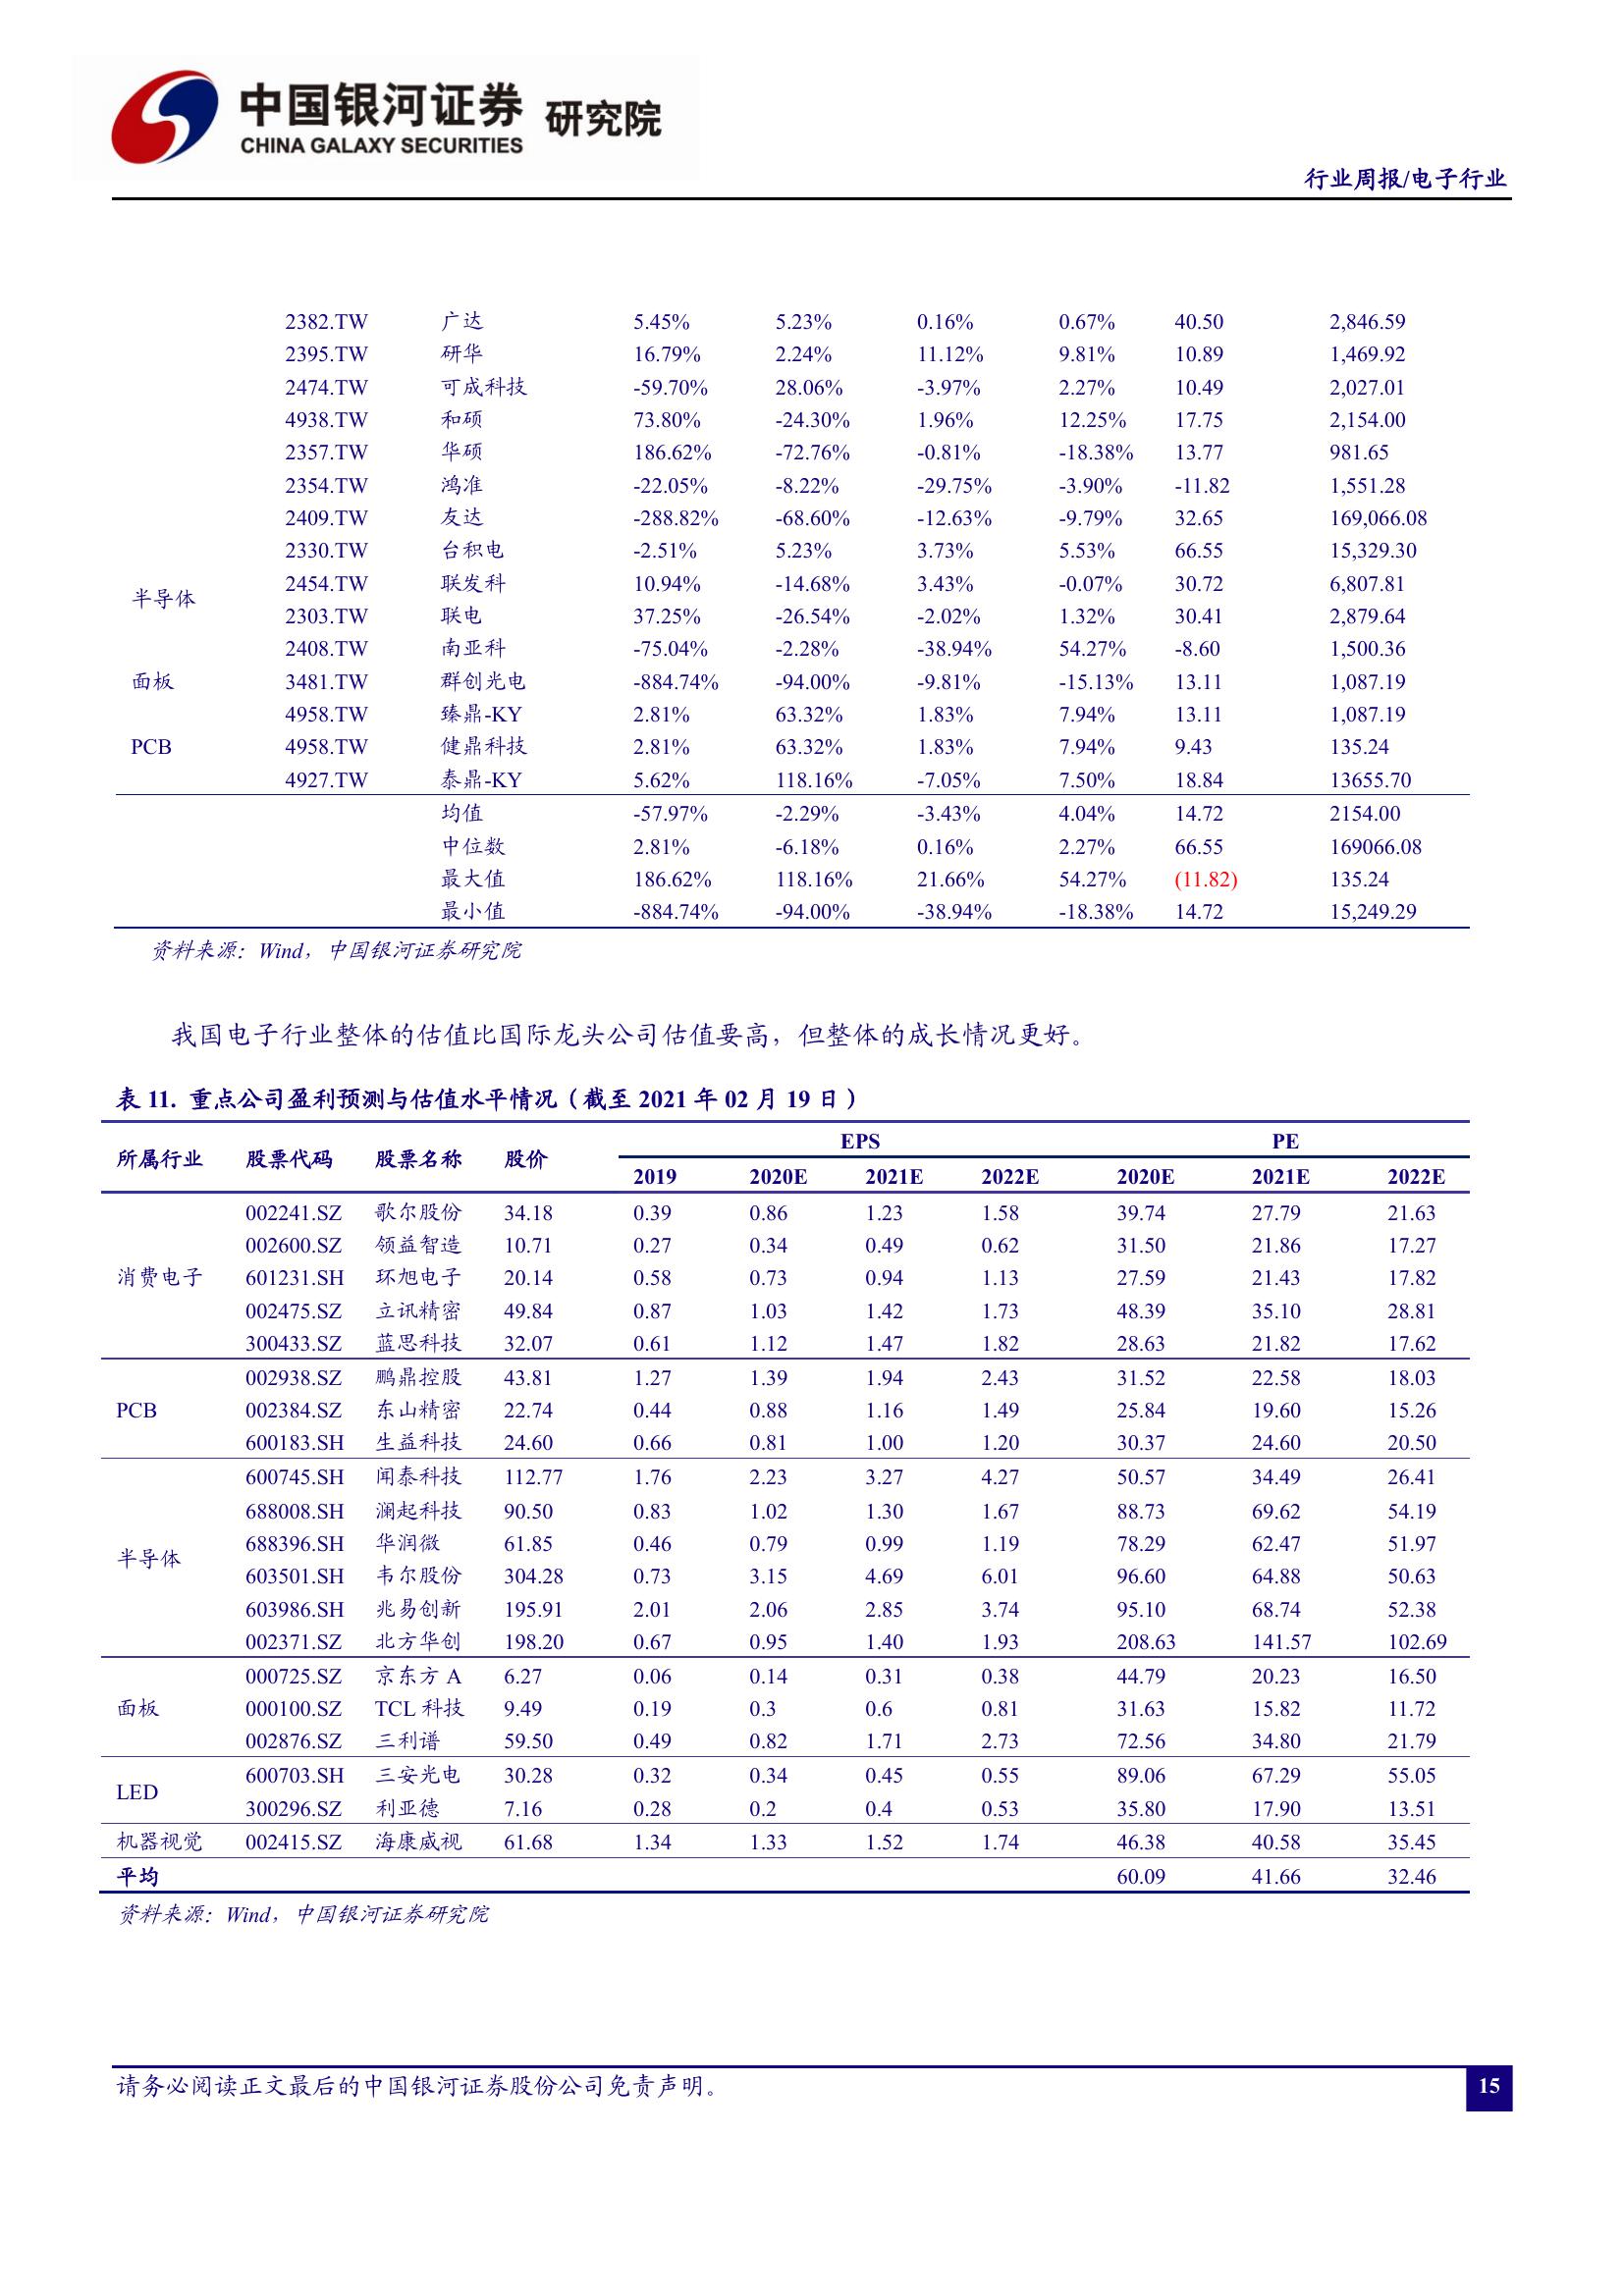 中国银河证券 研究院
CHINA GALAXY SECURITIES
行业周报/电子行业
2382.TW 广达 5.45% 5.23% 0.16% 0.67% 40.50 2,846.59
2395.TW 研华 16.79% 2.24% 11.12% 9.81% 10.89 1,469.92
2474.TW 可成科技 -59.70% 28.06% -3.97% 2.27% 10.49 2,027.01
4938.TW 和硕 73.80% -24.30% 1.96% 12.25% 17.75 2,154.00
2357.TW 华硕 186.62% -72.76% -0.81% -18.38% 13.77 981.65
2354.TW 鸿准 -22.05% -8.22% -29.75% -3.90% -11.82 1,551.28
2409.TW 友达 -288.82% -68.60% -12.63% -9.79% 32.65 169,066.08
2330.TW 台积电 -2.51% 5.23% 3.73% 5.53% 66.55 15,329.30
2454.TW 联发科 10.94% -14.68% 3.43% -0.07% 30.72 6,807.81
半导体
2303.TW 联电 37.25% -26.54% -2.02% 1.32% 30.41 2,879.64
2408.TW 南亚科 -75.04% -2.28% -38.94% 54.27% -8.60 1,500.36
面板 3481.TW 群创光电 -884.74% -94.00% -9.81% -15.13% 13.11 1,087.19
4958.TW 臻鼎-KY 2.81% 63.32% 1.83% 7.94% 13.11 1,087.19
PCB 4958.TW 健鼎科技 2.81% 63.32% 1.83% 7.94% 9.43 135.24
4927.TW 泰鼎-KY 5.62% 118.16% -7.05% 7.50% 18.84 13655.70
均值 -57.97% -2.29% -3.43% 4.04% 14.72 2154.00
中位数 2.81% -6.18% 0.16% 2.27% 66.55 169066.08
最大值 186.62% 118.16% 21.66% 54.27% (11.82) 135.24
最小值 -884.74% -94.00% -38.94% -18.38% 14.72 15,249.29
资料来源：Wind，中国银河证券研究院
我国电子行业整体的估值比国际龙头公司估值要高，但整体的成长情况更好。
表 11. 重点公司盈利预测与估值水平情况（截至 2021 年 02 月 19 日）
所属行业 股票代码 股票名称 股价 EPS PE
2019 2020E 2021E 2022E 2020E 2021E 2022E
002241.SZ 歌尔股份 34.18 0.39 0.86 1.23 1.58 39.74 27.79 21.63
002600.SZ 领益智造 10.71 0.27 0.34 0.49 0.62 31.50 21.86 17.27
消费电子 601231.SH 环旭电子 20.14 0.58 0.73 0.94 1.13 27.59 21.43 17.82
002475.SZ 立讯精密 49.84 0.87 1.03 1.42 1.73 48.39 35.10 28.81
300433.SZ 蓝思科技 32.07 0.61 1.12 1.47 1.82 28.63 21.82 17.62
002938.SZ 鹏鼎控股 43.81 1.27 1.39 1.94 2.43 31.52 22.58 18.03
PCB 002384.SZ 东山精密 22.74 0.44 0.88 1.16 1.49 25.84 19.60 15.26
600183.SH 生益科技 24.60 0.66 0.81 1.00 1.20 30.37 24.60 20.50
600745.SH 闻泰科技 112.77 1.76 2.23 3.27 4.27 50.57 34.49 26.41
688008.SH 澜起科技 90.50 0.83 1.02 1.30 1.67 88.73 69.62 54.19
688396.SH 华润微 61.85 0.46 0.79 0.99 1.19 78.29 62.47 51.97
半导体
603501.SH 韦尔股份 304.28 0.73 3.15 4.69 6.01 96.60 64.88 50.63
603986.SH 兆易创新 195.91 2.01 2.06 2.85 3.74 95.10 68.74 52.38
002371.SZ 北方华创 198.20 0.67 0.95 1.40 1.93 208.63 141.57 102.69
000725.SZ 京东方 A 6.27 0.06 0.14 0.31 0.38 44.79 20.23 16.50
面板 000100.SZ TCL 科技 9.49 0.19 0.3 0.6 0.81 31.63 15.82 11.72
002876.SZ 三利谱 59.50 0.49 0.82 1.71 2.73 72.56 34.80 21.79
600703.SH 三安光电 30.28 0.32 0.34 0.45 0.55 89.06 67.29 55.05
LED
300296.SZ 利亚德 7.16 0.28 0.2 0.4 0.53 35.80 17.90 13.51
机器视觉 002415.SZ 海康威视 61.68 1.34 1.33 1.52 1.74 46.38 40.58 35.45
平均 60.09 41.66 32.46
资料来源：Wind，中国银河证券研究院
请务必阅读正文最后的中国银河证券股份公司免责声明。
15